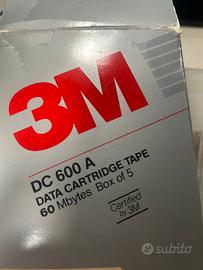 3M
DC 600 A
DATA CARTRIDGE TAPE
60 Mbytes Box of 5
Certified
by 3M
subito